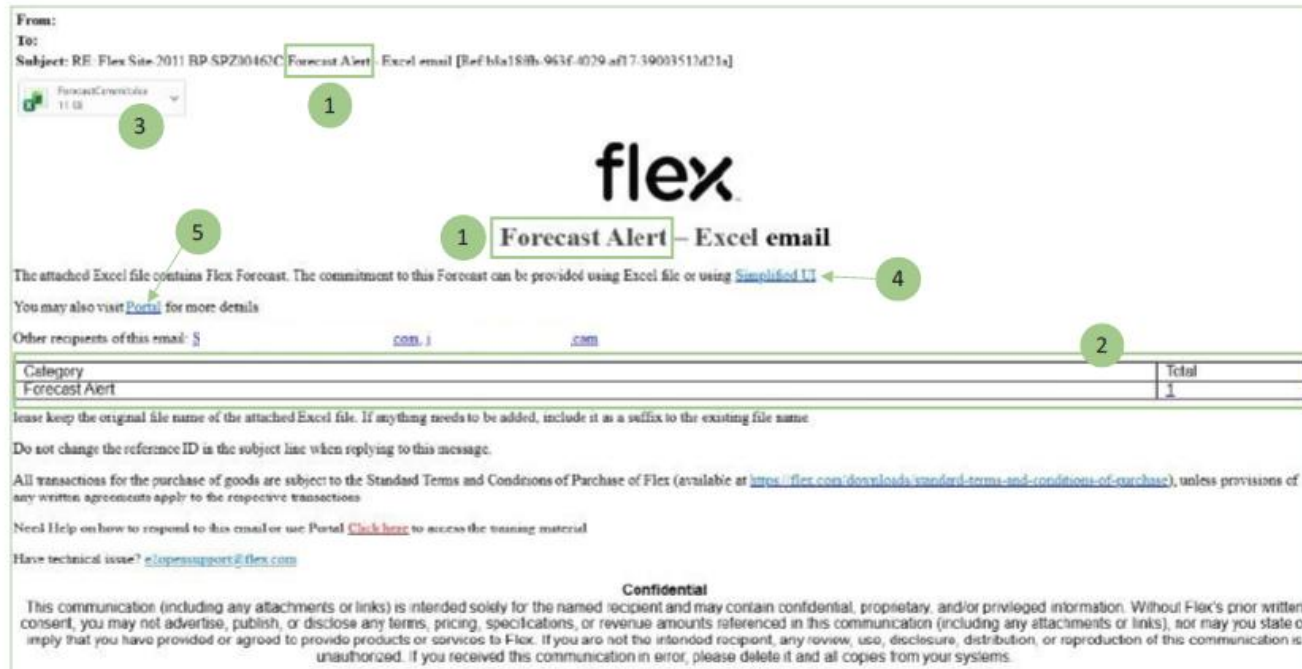 From:
To:
Subject: RE: Flex Site-2011 BP-SPZ00462C Forecast Alert - Excel email
11 KB
1
3
flex
5
1 Forecast Alert – Excel email
The attached Excel file contains Flex Forecast. The commitment to this Forecast can be provided using Excel file or using Simplified UI
4
You may also visit Portal for more details
Other recipients of this email: S com, i .com
2
Category Total
Forecast Alert 1
lease keep the original file name of the attached Excel file. If anything needs to be added, include it as a suffix to the existing file name
Do not change the reference ID in the subject line when replying to this message.
All transactions for the purchase of goods are subject to the Standard Terms and Conditions of Purchase of Flex (available at https://flex.com/downloads/standard-terms-and-conditions-of-purchase), unless provisions of
any written agreements apply to the respective transactions
Need Help on how to respond to this email or use Portal Click here to access the training material
Have technical issue? e2opensupport@flex.com
Confidential
This communication (including any attachments or links) is intended solely for the named recipient and may contain confidential, proprietary, and/or privileged information. Without Flex's prior written
consent, you may not advertise, publish, or disclose any terms, pricing, specifications, or revenue amounts referenced in this communication (including any attachments or links), nor may you state o
imply that you have provided or agreed to provide products or services to Flex. If you are not the intended recipient, any review, use, disclosure, distribution, or reproduction of this communication is
unauthorized. If you received this communication in error, please delete it and all copies from your systems.